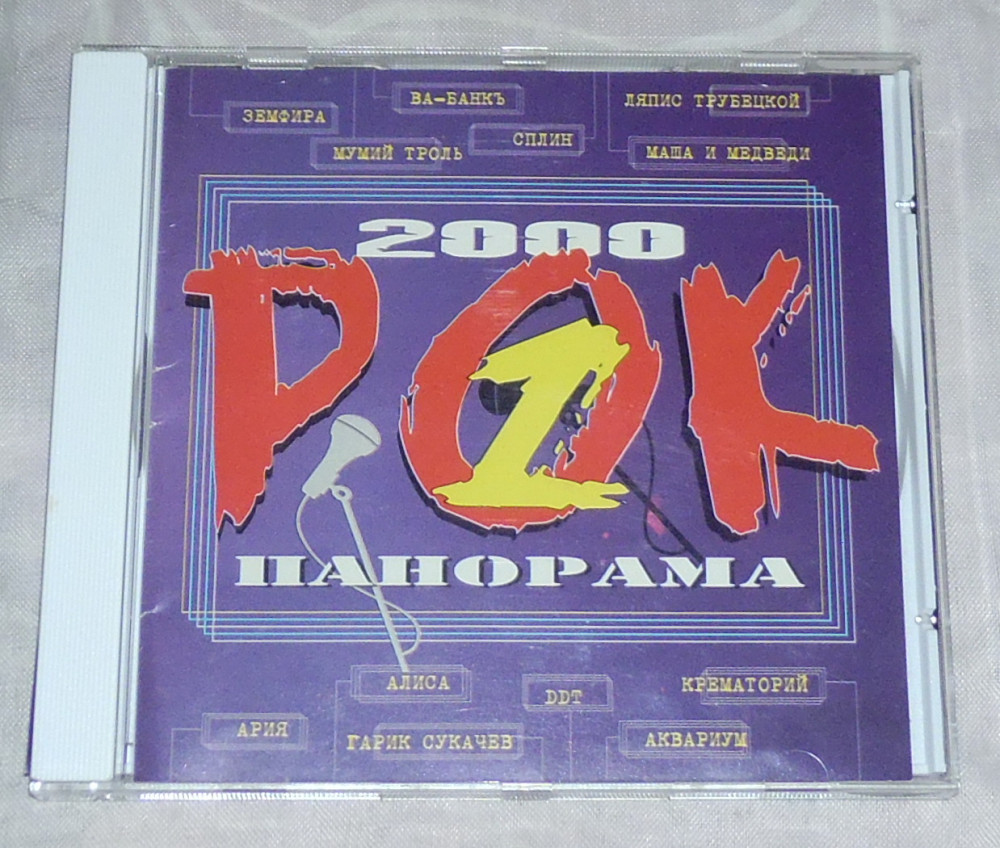 ВА-БАНКЪ
ЛЯПИС ТРУБЕЦКОЙ
ЗЕМФИРА
СПЛИН
МУМИЙ ТРОЛЬ
МАША И МЕДВЕДИ
2000
РОК
1
ПАНОРАМА
АЛИСА
DDT
КРЕМАТОРИЙ
АРИЯ
ГАРИК СУКАЧЕВ
АКВАРИУМ